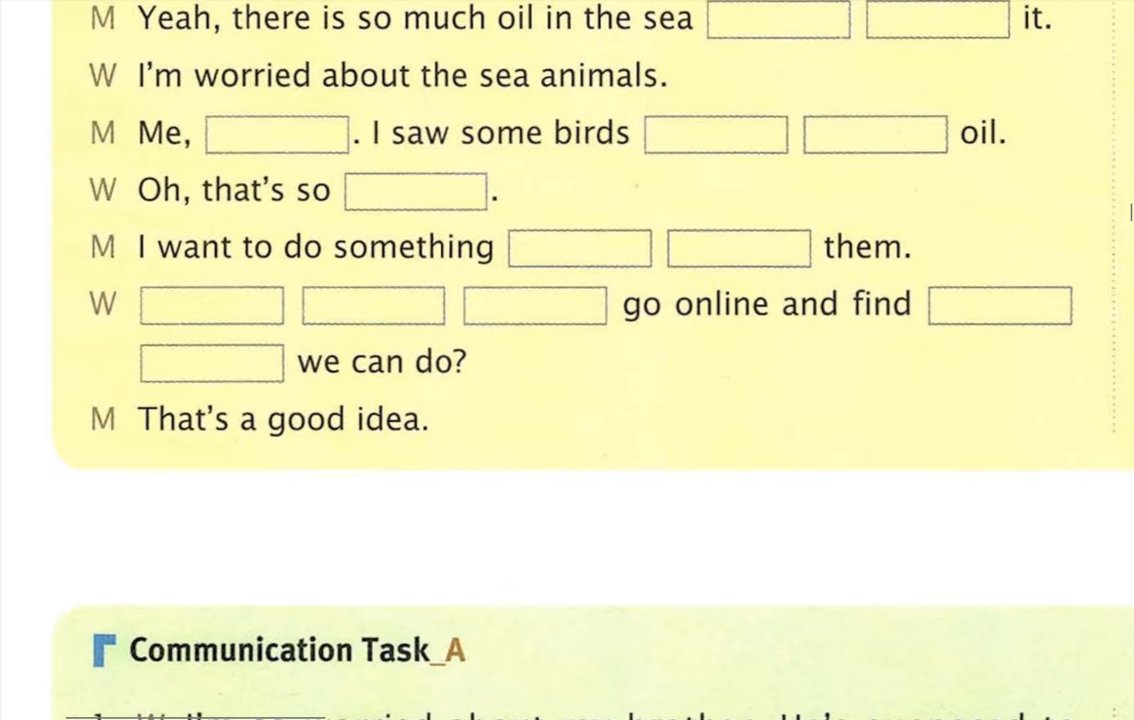 M Yeah, there is so much oil in the sea it.
W I'm worried about the sea animals.
M Me, . I saw some birds oil.
W Oh, that's so .
M I want to do something them.
W go online and find
we can do?
M That's a good idea.
Communication Task_A